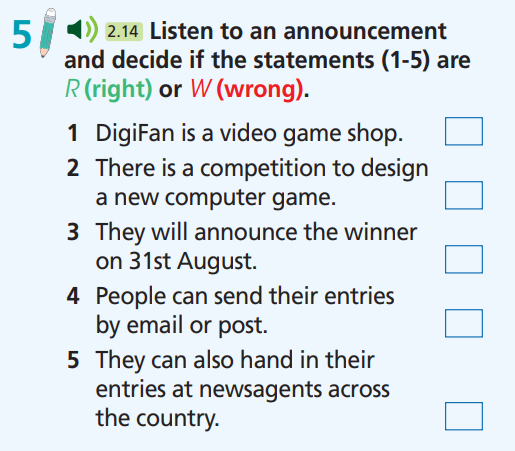 5 2.14 Listen to an announcement
and decide if the statements (1-5) are
R (right) or W (wrong).
1 DigiFan is a video game shop.
2 There is a competition to design
a new computer game.
3 They will announce the winner
on 31st August.
4 People can send their entries
by email or post.
5 They can also hand in their
entries at newsagents across
the country.